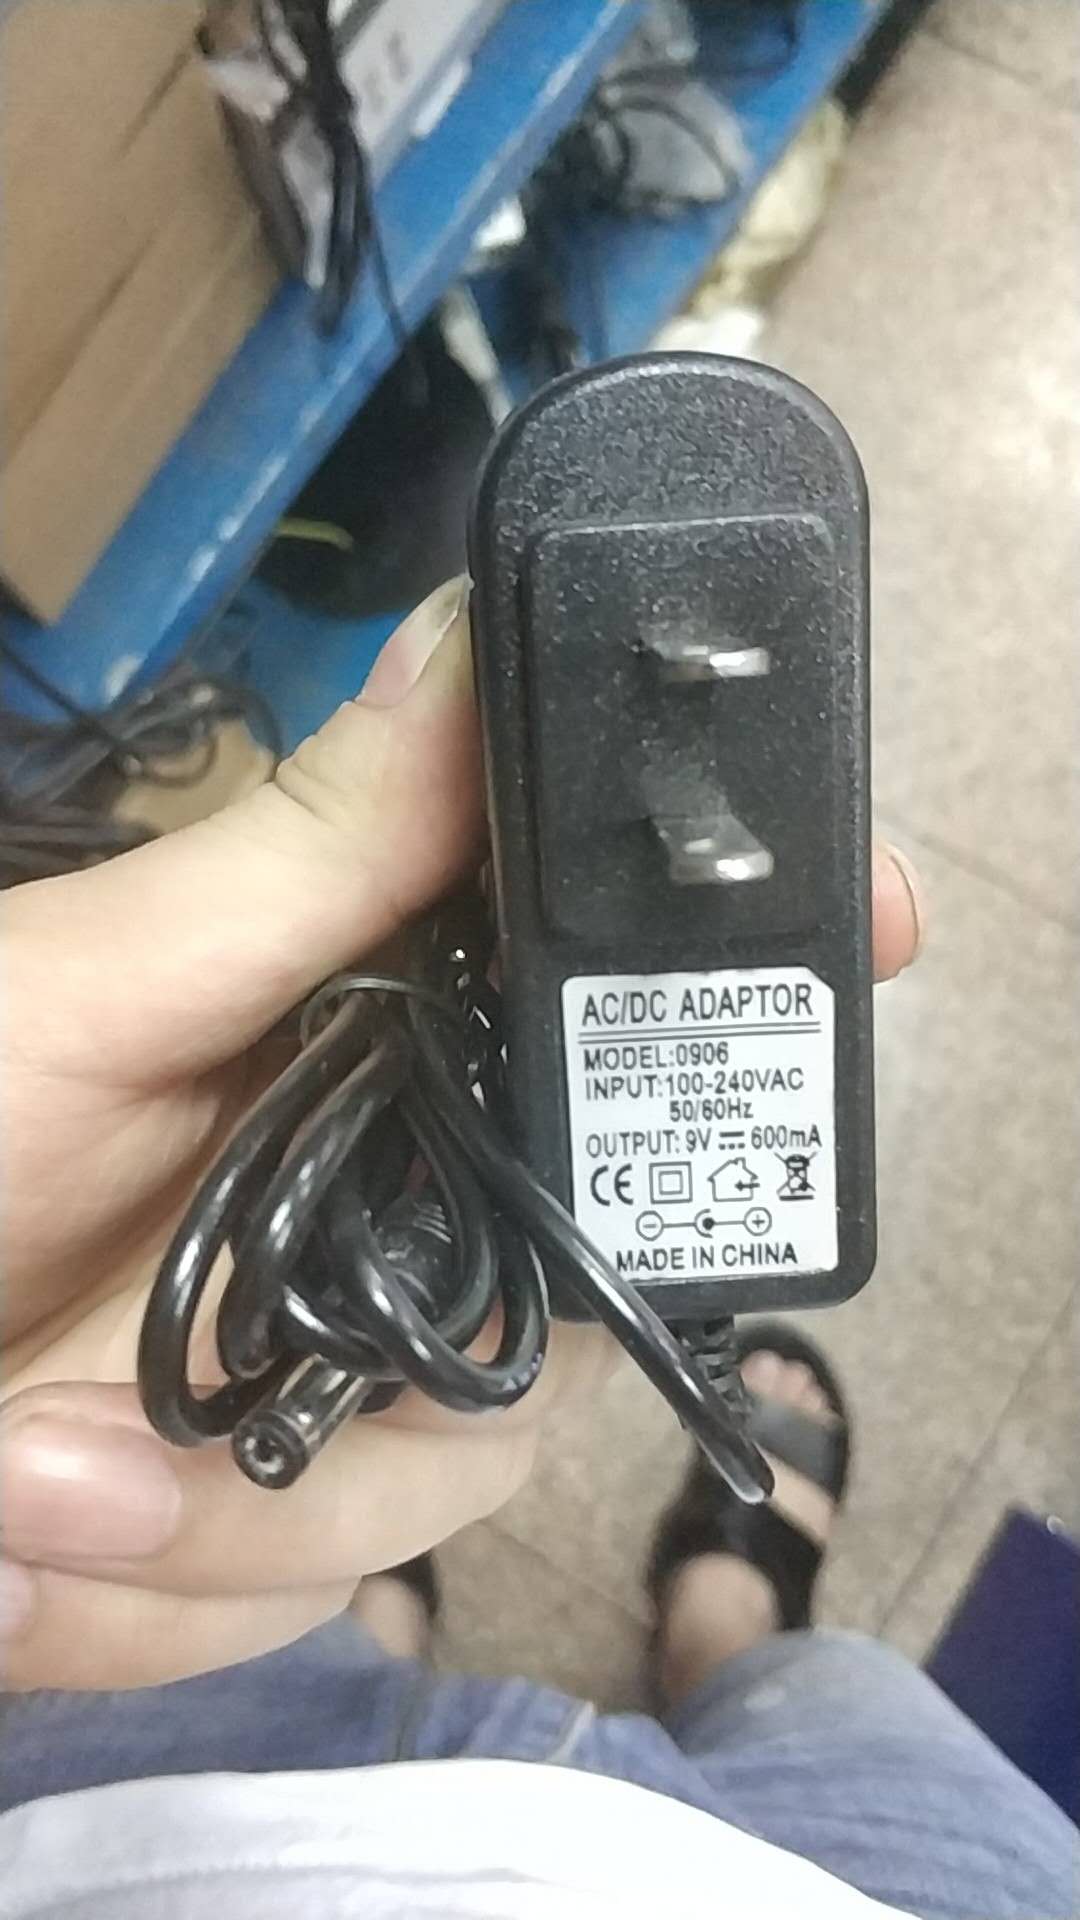 AC/DC ADAPTOR
MODEL:0906
INPUT:100-240VAC
50/60Hz
OUTPUT: 9V ⎓ 600mA
CE
MADE IN CHINA